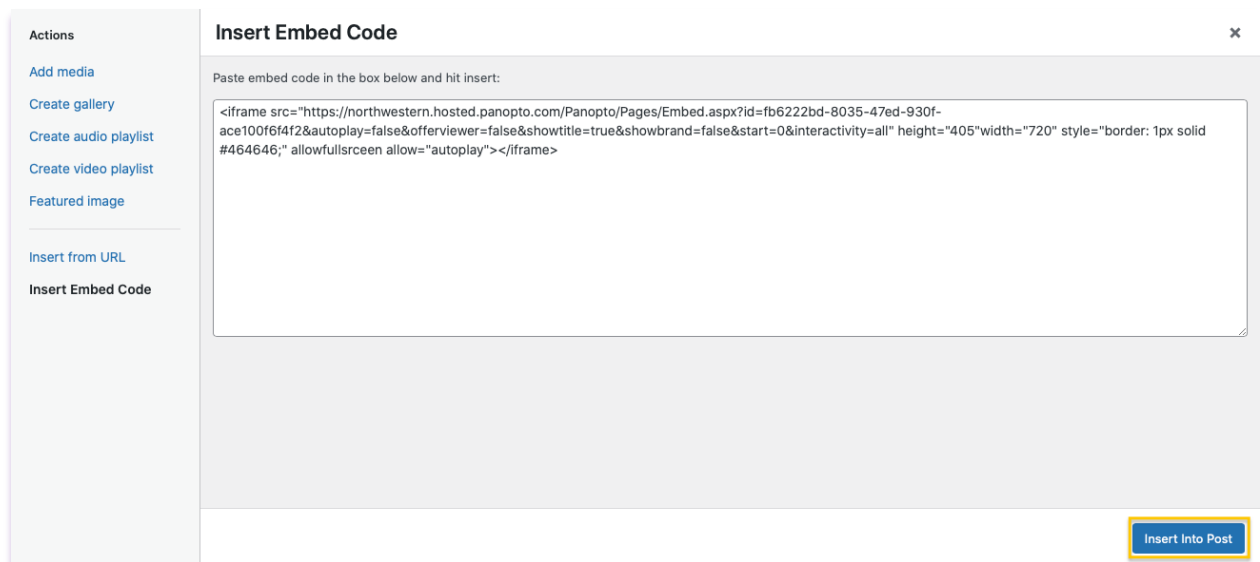 Actions
Add media
Create gallery
Create audio playlist
Create video playlist
Featured image
Insert from URL
Insert Embed Code
Insert Embed Code
×
Paste embed code in the box below and hit insert:
<iframe src="https://northwestern.hosted.panopto.com/Panopto/Pages/Embed.aspx?id=fb6222bd-8035-47ed-930f-
ace100f6f4f2&autoplay=false&offerviewer=false&showtitle=true&showbrand=false&start=0&interactivity=all" height="405"width="720" style="border: 1px solid
#464646;" allowfullsrceen allow="autoplay"></iframe>
Insert Into Post